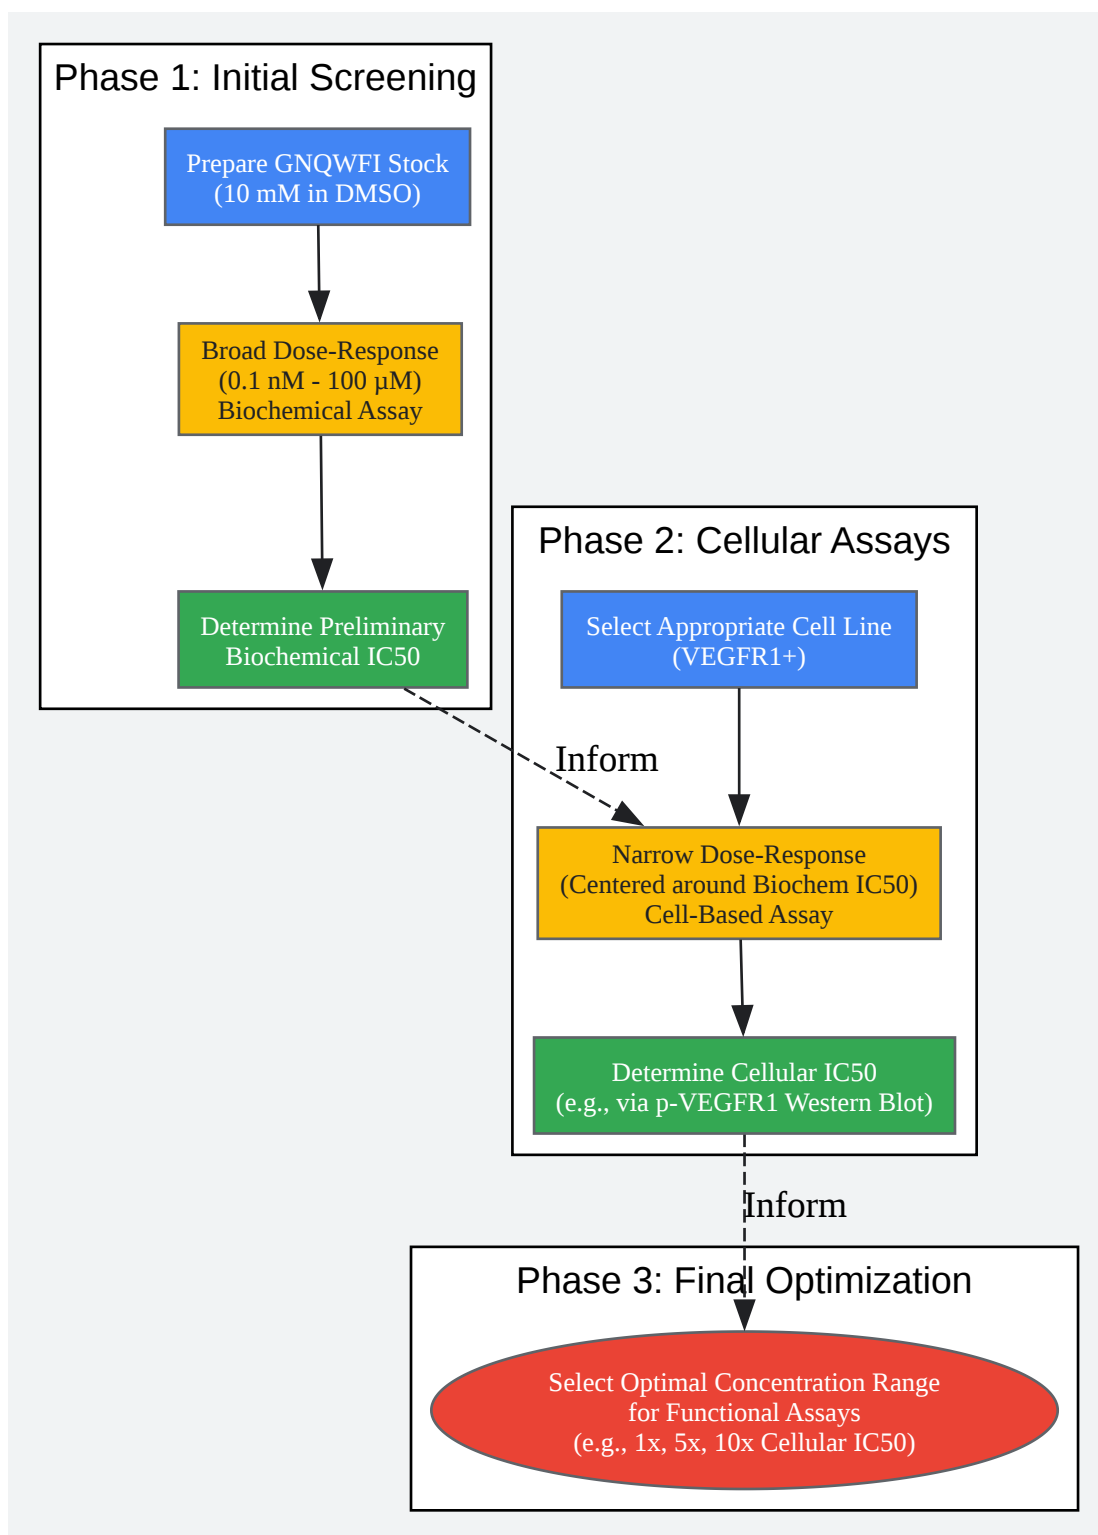 Phase 1: Initial Screening
Prepare GNQWFI Stock
(10 mM in DMSO)
Broad Dose-Response
(0.1 nM - 100 µM)
Biochemical Assay
Determine Preliminary
Biochemical IC50
Inform
Phase 2: Cellular Assays
Select Appropriate Cell Line
(VEGFR1+)
Narrow Dose-Response
(Centered around Biochem IC50)
Cell-Based Assay
Determine Cellular IC50
(e.g., via p-VEGFR1 Western Blot)
Inform
Phase 3: Final Optimization
Select Optimal Concentration Range
for Functional Assays
(e.g., 1x, 5x, 10x Cellular IC50)